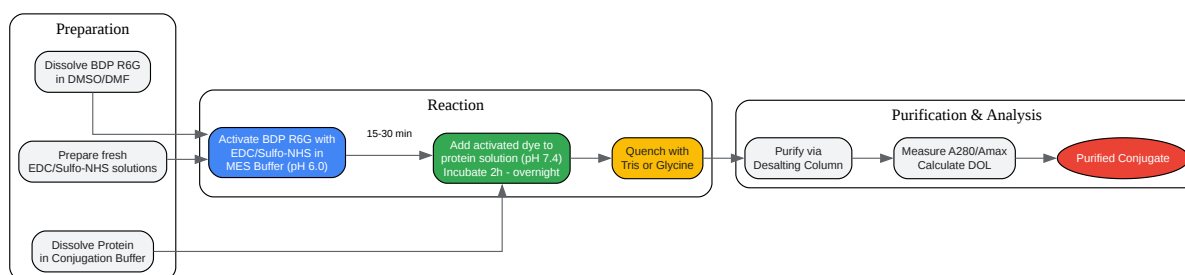 Preparation
Dissolve BDP R6G
in DMSO/DMF
Prepare fresh
EDC/Sulfo-NHS solutions
Dissolve Protein
in Conjugation Buffer
Reaction
Activate BDP R6G with
EDC/Sulfo-NHS in
MES Buffer (pH 6.0)
15-30 min
Add activated dye to
protein solution (pH 7.4)
Incubate 2h - overnight
Quench with
Tris or Glycine
Purification & Analysis
Purify via
Desalting Column
Measure A280/Amax
Calculate DOL
Purified Conjugate